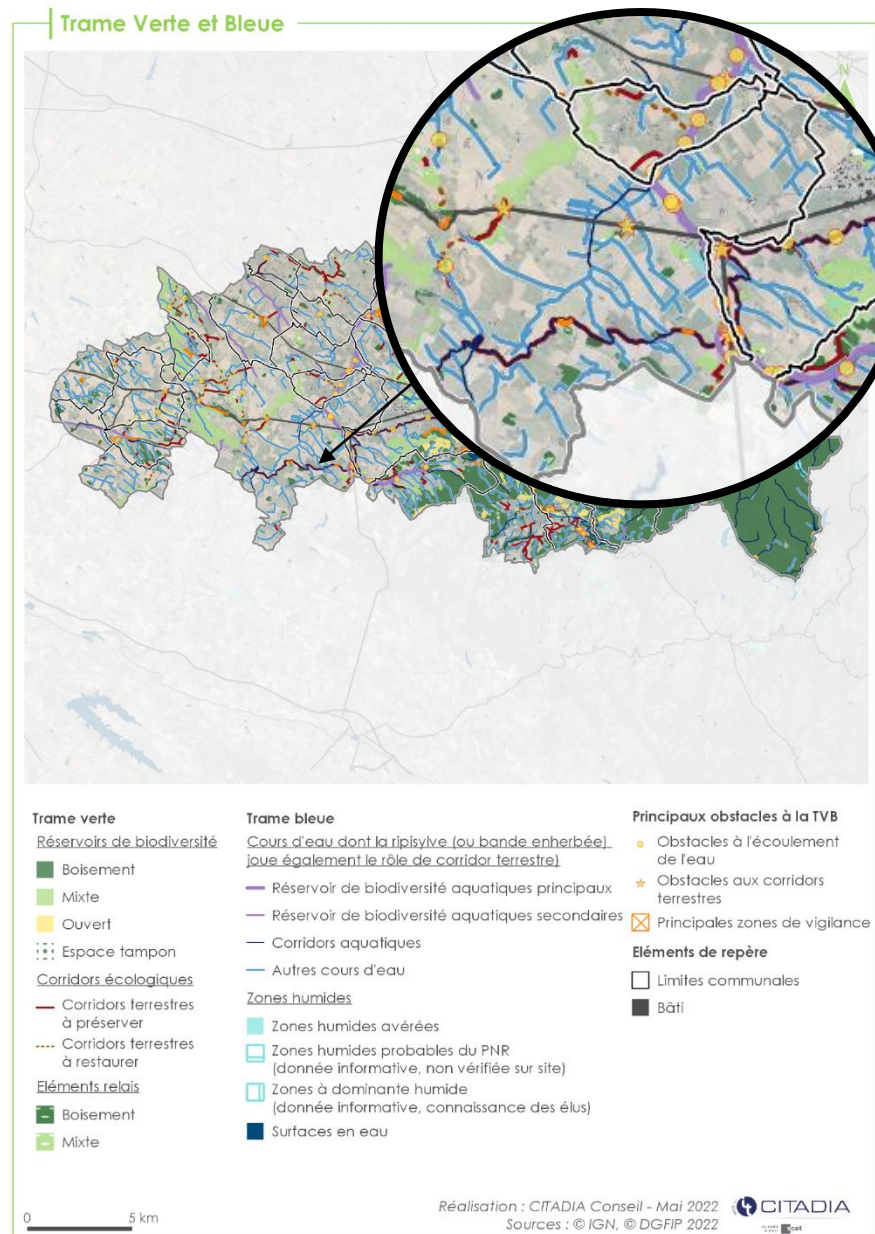 Trame Verte et Bleue
N
Trame verte
Réservoirs de biodiversité
Boisement
Mixte
Ouvert
Espace tampon
Corridors écologiques
Corridors terrestres
à préserver
Corridors terrestres
à restaurer
Eléments relais
Boisement
Mixte
Trame bleue
Cours d'eau dont la ripisylve (ou bande enherbée)
joue également le rôle de corridor terrestre)
Réservoir de biodiversité aquatiques principaux
Réservoir de biodiversité aquatiques secondaires
Corridors aquatiques
Autres cours d'eau
Zones humides
Zones humides avérées
Zones humides probables du PNR
(donnée informative, non vérifiée sur site)
Zones à dominante humide
(donnée informative, connaissance des élus)
Surfaces en eau
Principaux obstacles à la TVB
Obstacles à l'écoulement
de l'eau
Obstacles aux corridors
terrestres
Principales zones de vigilance
Eléments de repère
Limites communales
Bâti
0 5 km
Réalisation : CITADIA Conseil - Mai 2022
Sources : © IGN, © DGFIP 2022
CITADIA